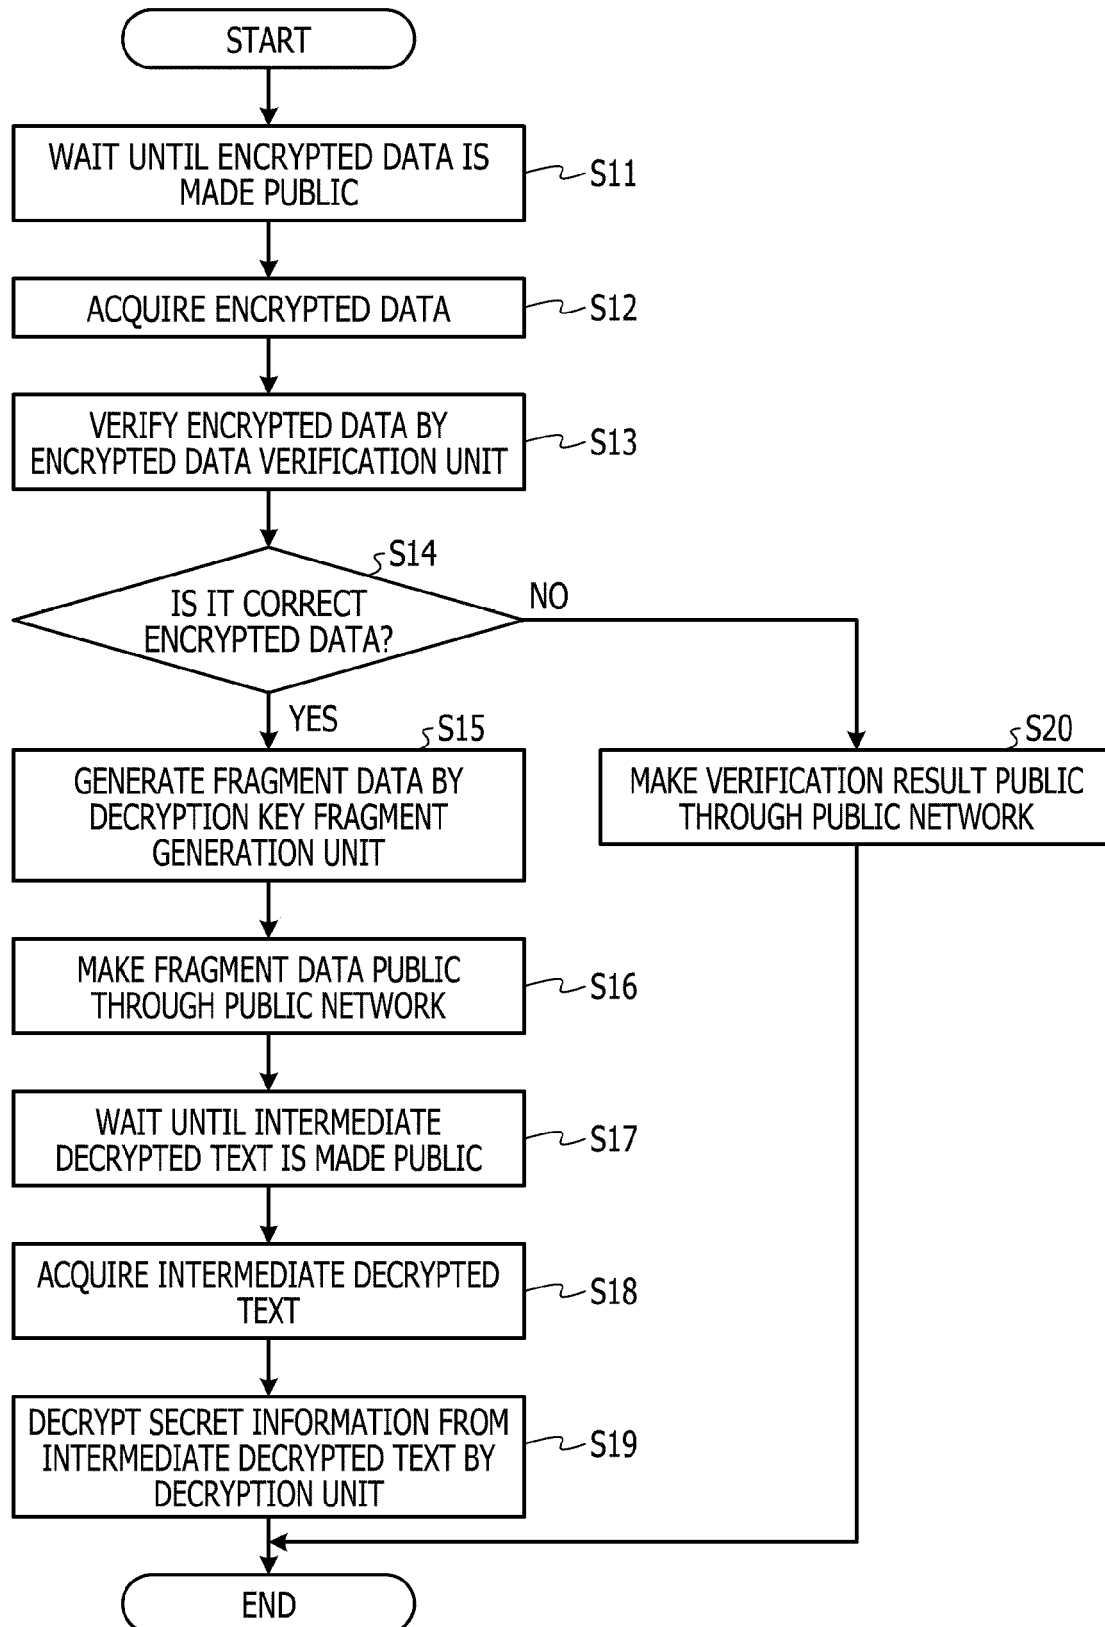 START
WAIT UNTIL ENCRYPTED DATA IS
MADE PUBLIC
S11
ACQUIRE ENCRYPTED DATA
S12
VERIFY ENCRYPTED DATA BY
ENCRYPTED DATA VERIFICATION UNIT
S13
S14
IS IT CORRECT
ENCRYPTED DATA?
NO
YES
S15
GENERATE FRAGMENT DATA BY
DECRYPTION KEY FRAGMENT
GENERATION UNIT
S20
MAKE VERIFICATION RESULT PUBLIC
THROUGH PUBLIC NETWORK
MAKE FRAGMENT DATA PUBLIC
THROUGH PUBLIC NETWORK
S16
WAIT UNTIL INTERMEDIATE
DECRYPTED TEXT IS MADE PUBLIC
S17
ACQUIRE INTERMEDIATE DECRYPTED
TEXT
S18
DECRYPT SECRET INFORMATION FROM
INTERMEDIATE DECRYPTED TEXT BY
DECRYPTION UNIT
S19
END